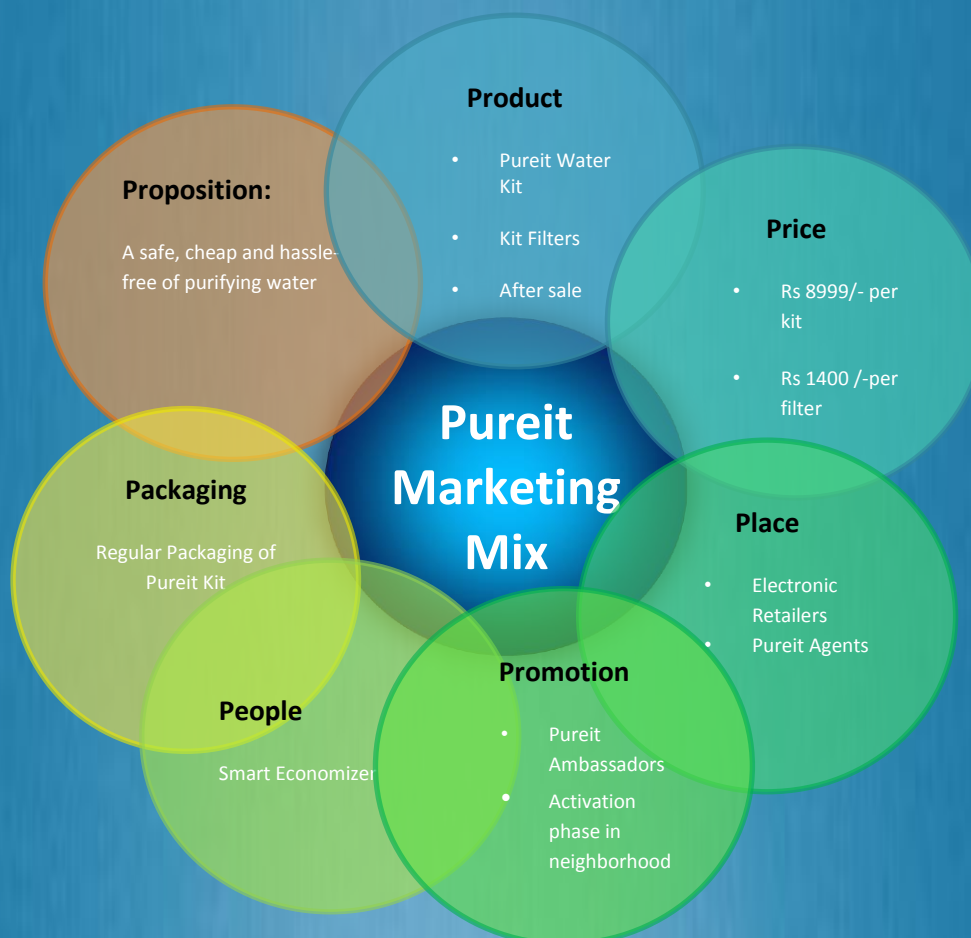 Product
• Pureit Water
Kit
• Kit Filters
• After sale
Proposition:
A safe, cheap and hassle-
free of purifying water
Price
• Rs 8999/- per
kit
• Rs 1400 /-per
filter
Pureit
Marketing
Mix
Packaging
Regular Packaging of
Pureit Kit
Place
• Electronic
Retailers
• Pureit Agents
People
Smart Economizer
Promotion
• Pureit
Ambassadors
• Activation
phase in
neighborhood